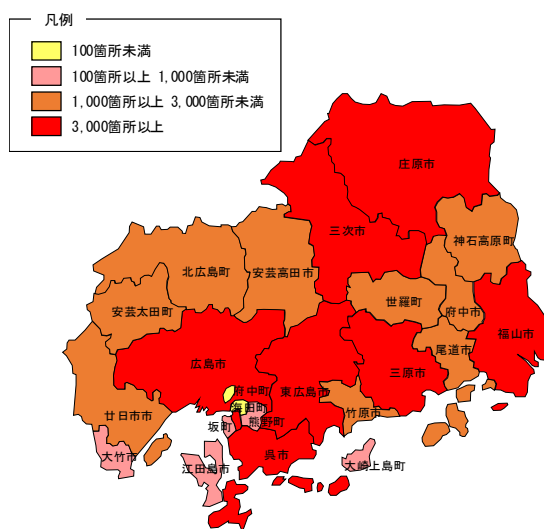 凡例
100箇所未満
100箇所以上 1,000箇所未満
1,000箇所以上 3,000箇所未満
3,000箇所以上
庄原市
三次市
神石高原町
北広島町
安芸高田市
世羅町
安芸太田町
府中市
福山市
尾道市
広島市
三原市
府中町
東広島市
海田町
竹原市
廿日市市
坂町
熊野町
呉市
大竹市
江田島市
大崎上島町